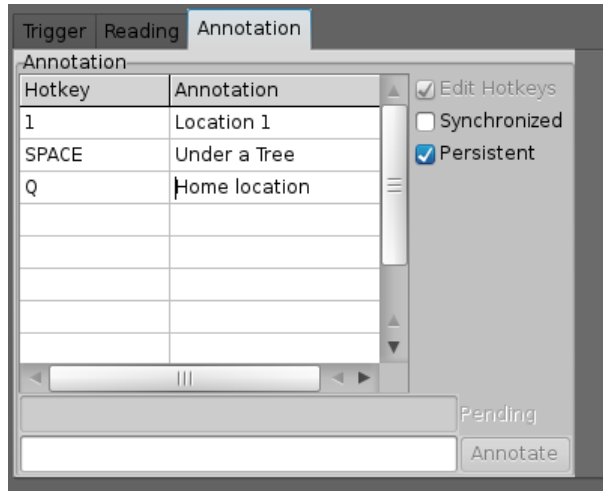 Trigger Reading Annotation
Annotation
Hotkey Annotation
1 Location 1
SPACE Under a Tree
Q Home location
Edit Hotkeys
Synchronized
Persistent
Pending
Annotate